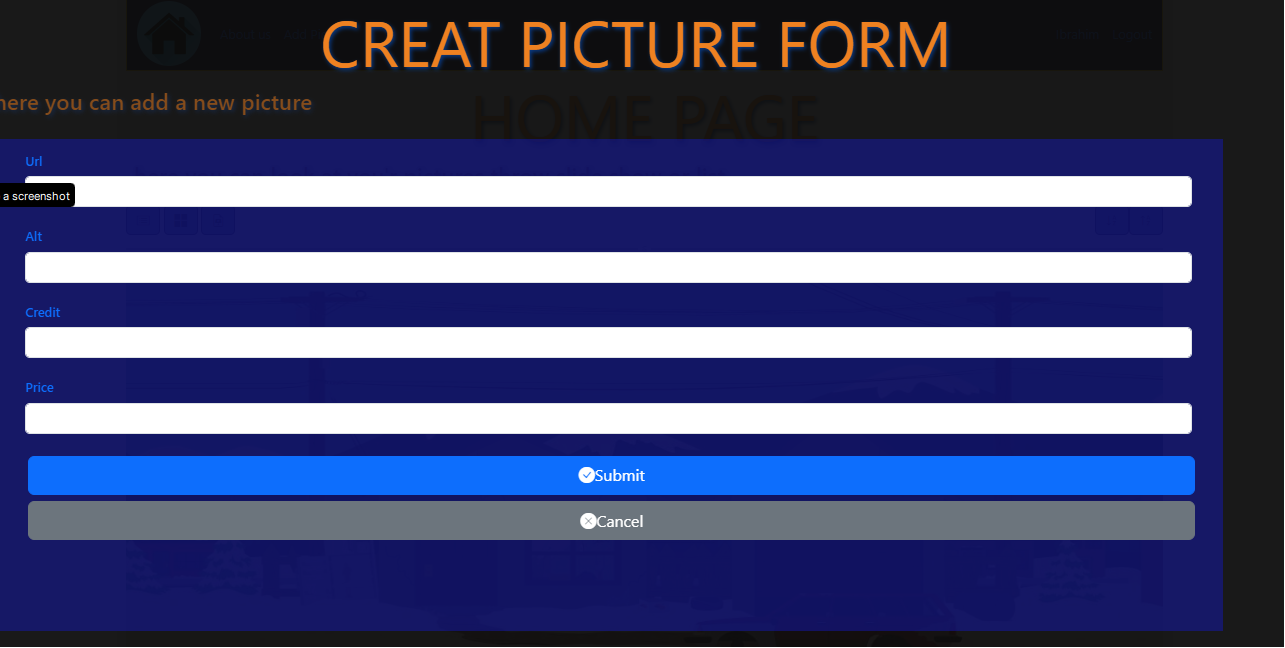 CREAT PICTURE FORM
here you can add a new picture
HOME PAGE
Url
a screenshot
Alt
Credit
Price
Submit
Cancel